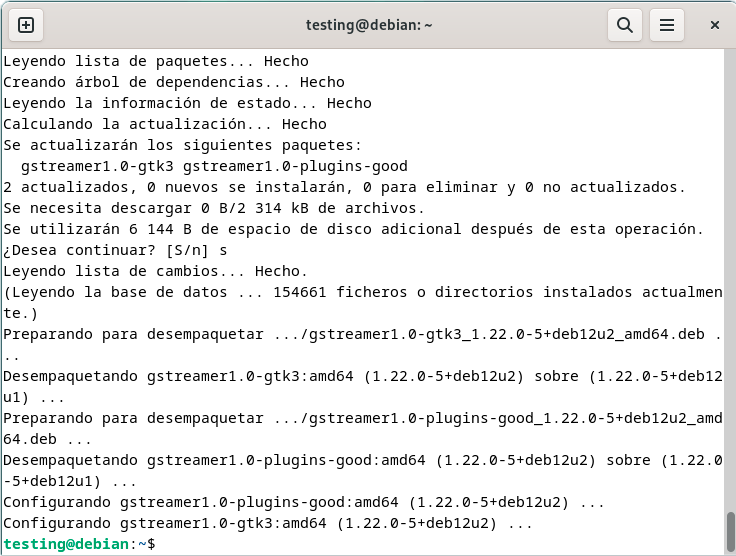 testing@debian: ~
Leyendo lista de paquetes... Hecho
Creando árbol de dependencias... Hecho
Leyendo la información de estado... Hecho
Calculando la actualización... Hecho
Se actualizarán los siguientes paquetes:
  gstreamer1.0-gtk3 gstreamer1.0-plugins-good
2 actualizados, 0 nuevos se instalarán, 0 para eliminar y 0 no actualizados.
Se necesita descargar 0 B/2 314 kB de archivos.
Se utilizarán 6 144 B de espacio de disco adicional después de esta operación.
¿Desea continuar? [S/n] s
Leyendo lista de cambios... Hecho.
(Leyendo la base de datos ... 154661 ficheros o directorios instalados actualmen
te.)
Preparando para desempaquetar .../gstreamer1.0-gtk3_1.22.0-5+deb12u2_amd64.deb .
..
Desempaquetando gstreamer1.0-gtk3:amd64 (1.22.0-5+deb12u2) sobre (1.22.0-5+deb12
u1) ...
Preparando para desempaquetar .../gstreamer1.0-plugins-good_1.22.0-5+deb12u2_amd
64.deb ...
Desempaquetando gstreamer1.0-plugins-good:amd64 (1.22.0-5+deb12u2) sobre (1.22.0
-5+deb12u1) ...
Configurando gstreamer1.0-plugins-good:amd64 (1.22.0-5+deb12u2) ...
Configurando gstreamer1.0-gtk3:amd64 (1.22.0-5+deb12u2) ...
testing@debian:~$